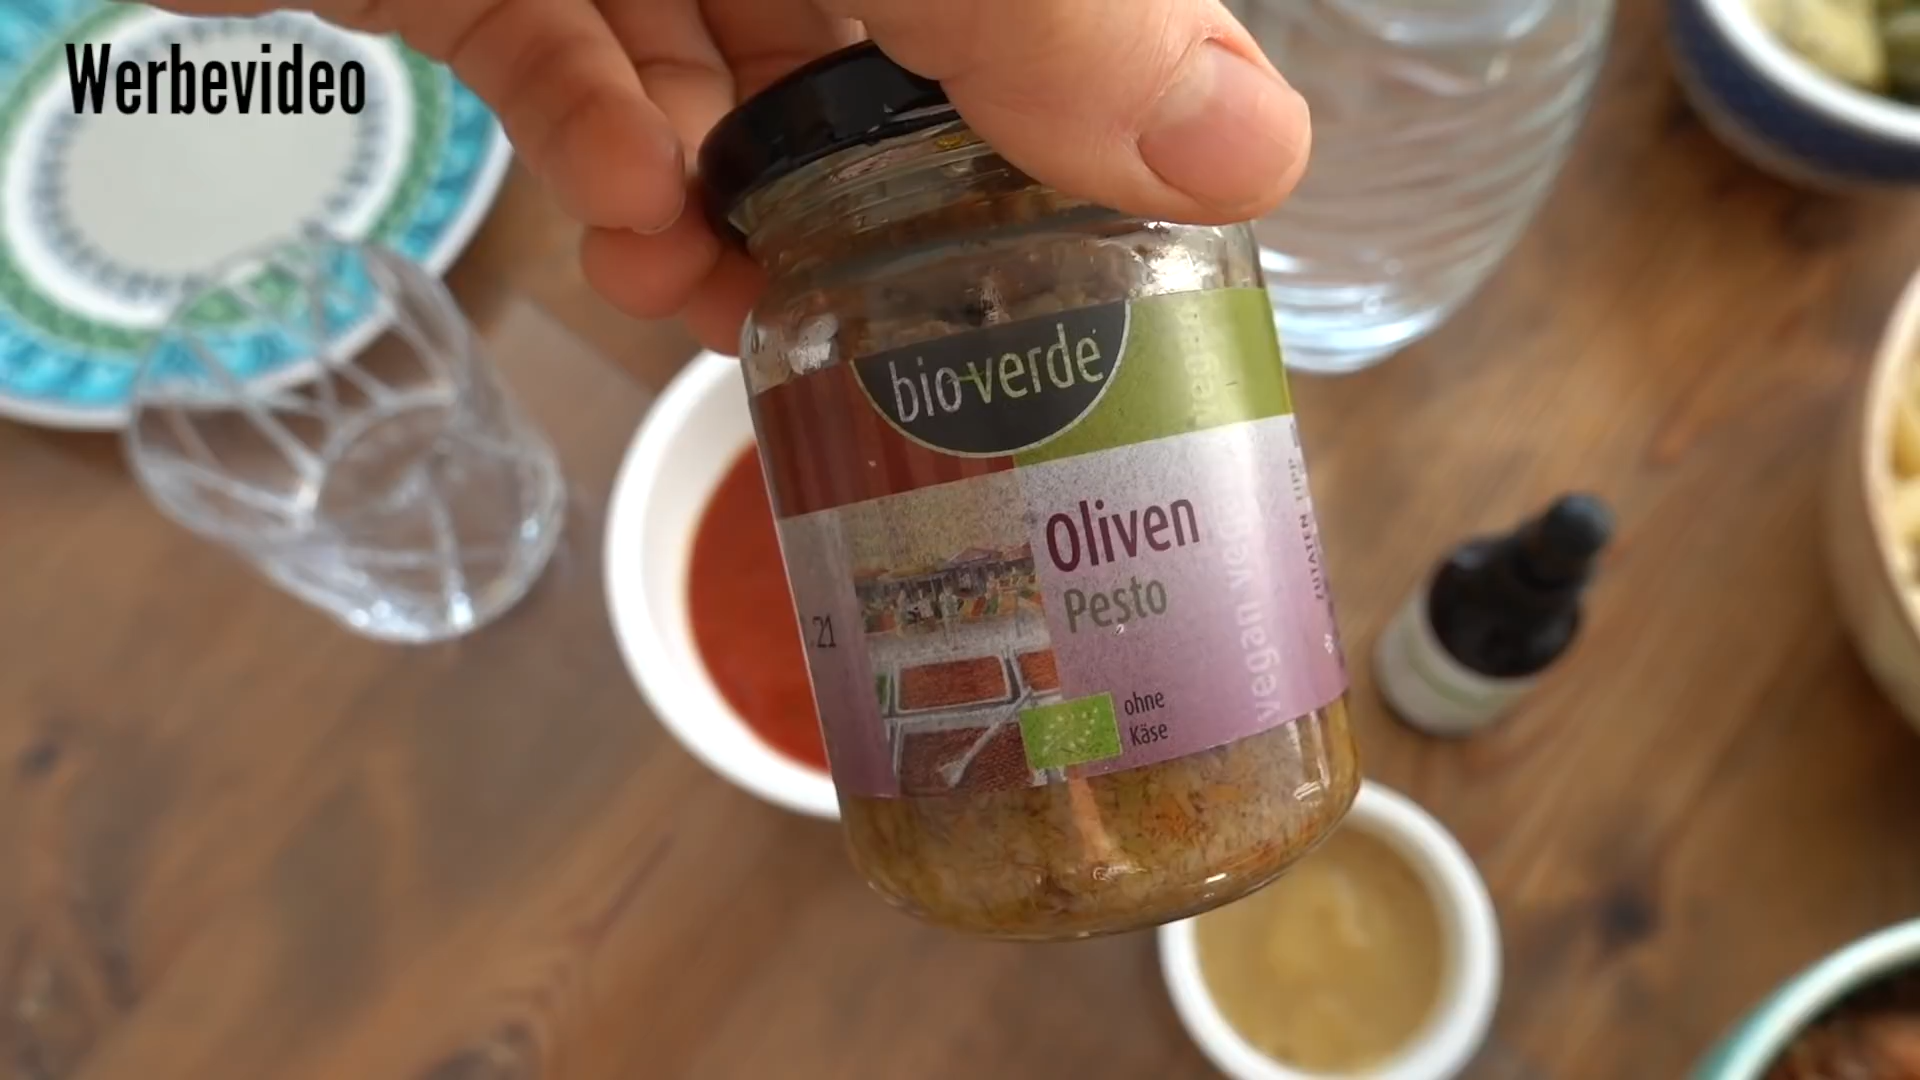 Werbevideo
bio-verde
Oliven
Pesto
ohne
Käse
vegan
21